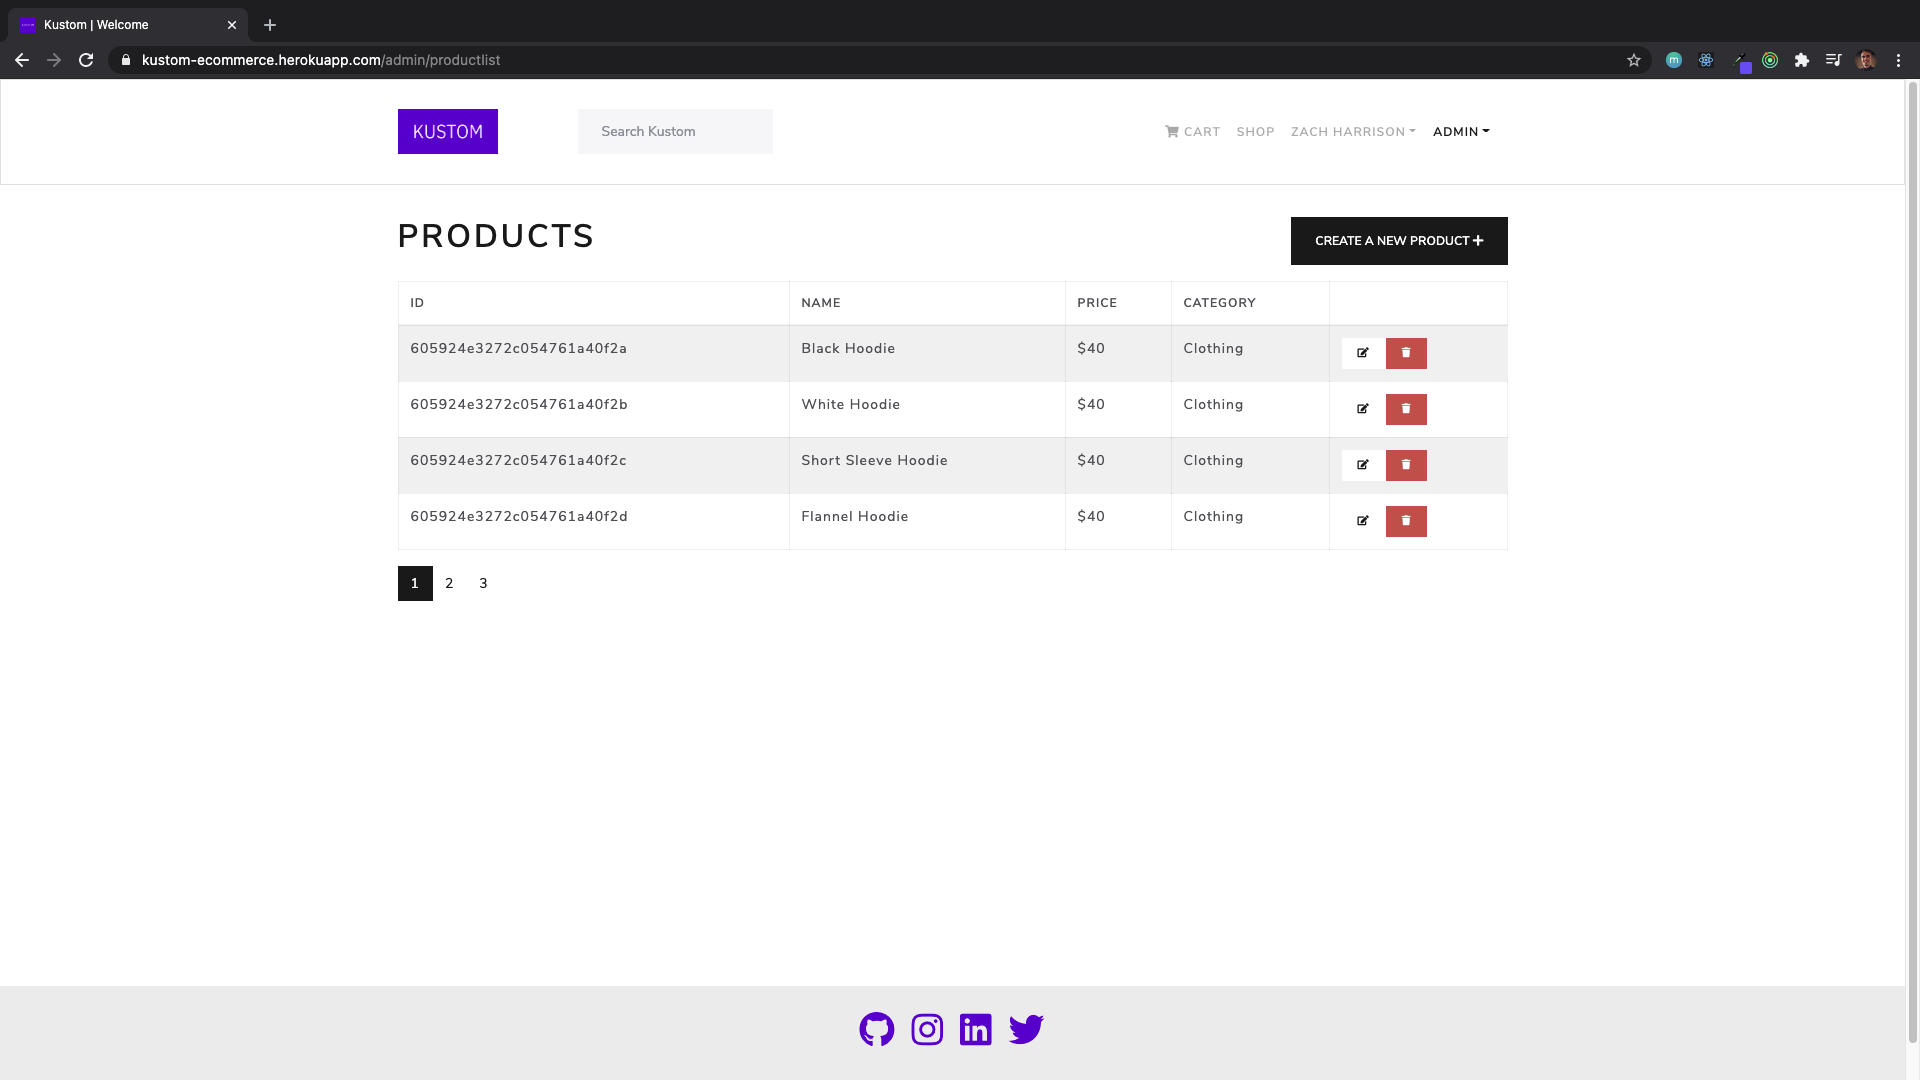 Kustom | Welcome
kustom-ecommerce.herokuapp.com/admin/productlist
KUSTOM
Search Kustom
CART SHOP ZACH HARRISON ADMIN
PRODUCTS
CREATE A NEW PRODUCT
ID NAME PRICE CATEGORY
605924e3272c054761a40f2a Black Hoodie $40 Clothing
605924e3272c054761a40f2b White Hoodie $40 Clothing
605924e3272c054761a40f2c Short Sleeve Hoodie $40 Clothing
605924e3272c054761a40f2d Flannel Hoodie $40 Clothing
1 2 3